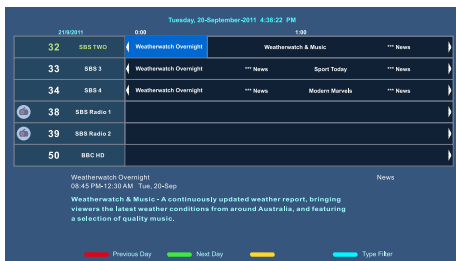 Tuesday, 20-September-2011 4:38:22 PM
21/9/2011 0:00 1:00
32 SBS TWO Weatherwatch Overnight Weatherwatch & Music *** News
33 SBS 3 Weatherwatch Overnight *** News Sport Today *** News
34 SBS 4 Weatherwatch Overnight *** News Modern Marvels *** News
38 SBS Radio 1
39 SBS Radio 2
50 BBC HD
Weatherwatch Overnight News
08:45 PM-12:30 AM Tue, 20-Sep
Weatherwatch & Music - A continuously updated weather report, bringing
viewers the latest weather conditions from around Australia, and featuring
a selection of quality music.
Previous Day Next Day Type Filter